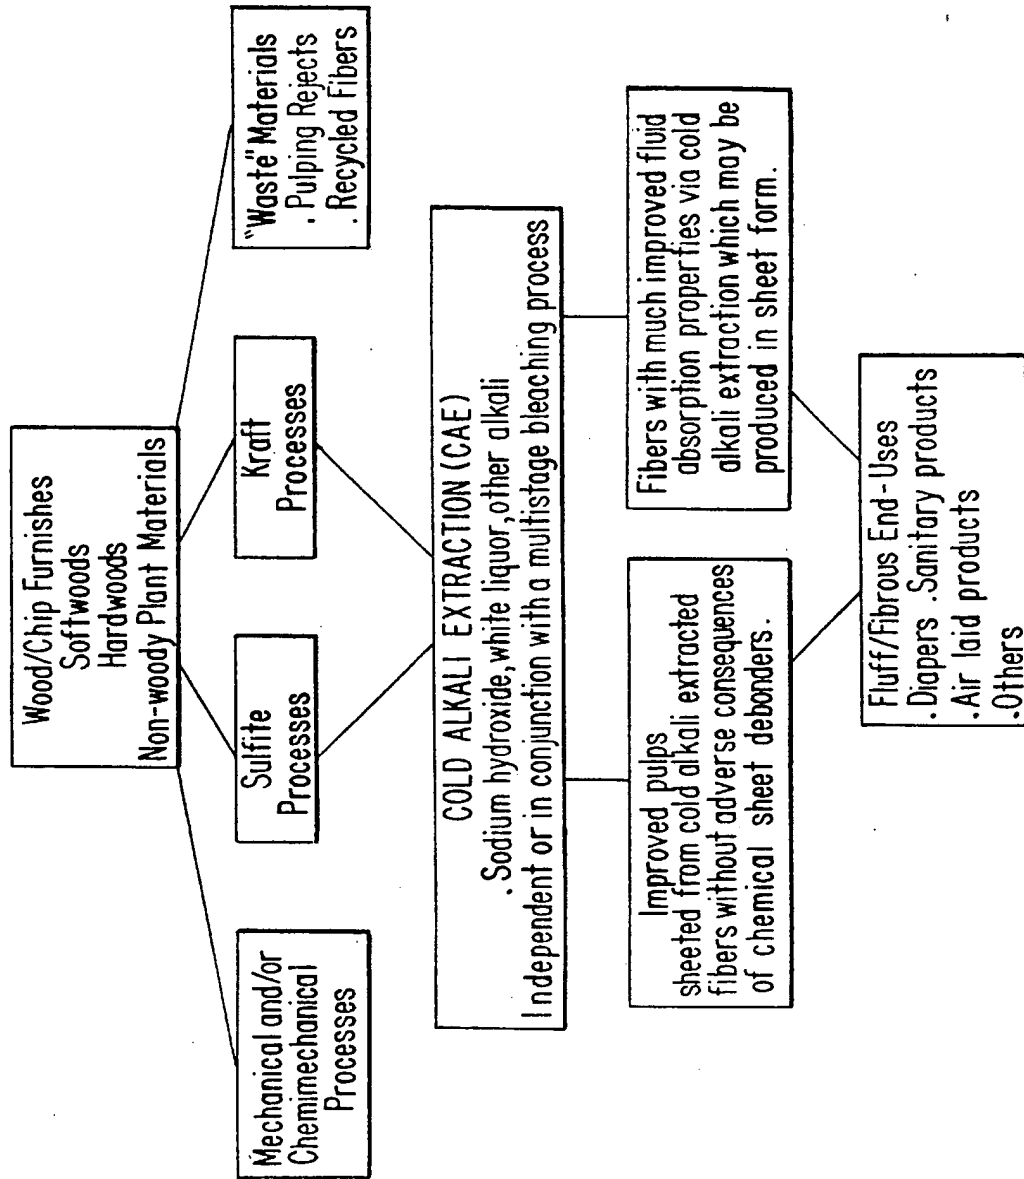 Wood/Chip Furnishes
Softwoods
Hardwoods
Non-woody Plant Materials
Mechanical and/or
Chemimechanical
Processes
Sulfite
Processes
Kraft
Processes
"Waste" Materials
. Pulping Rejects
. Recycled Fibers
COLD ALKALI EXTRACTION (CAE)
. Sodium hydroxide, white liquor, other alkali
Independent or in conjunction with a multistage bleaching process
Improved pulps
sheeted from cold alkali extracted
fibers without adverse consequences
of chemical sheet debonders.
Fibers with much improved fluid
absorption properties via cold
alkali extraction which may be
produced in sheet form.
Fluff/Fibrous End-Uses
. Diapers . Sanitary products
. Air laid products
. Others